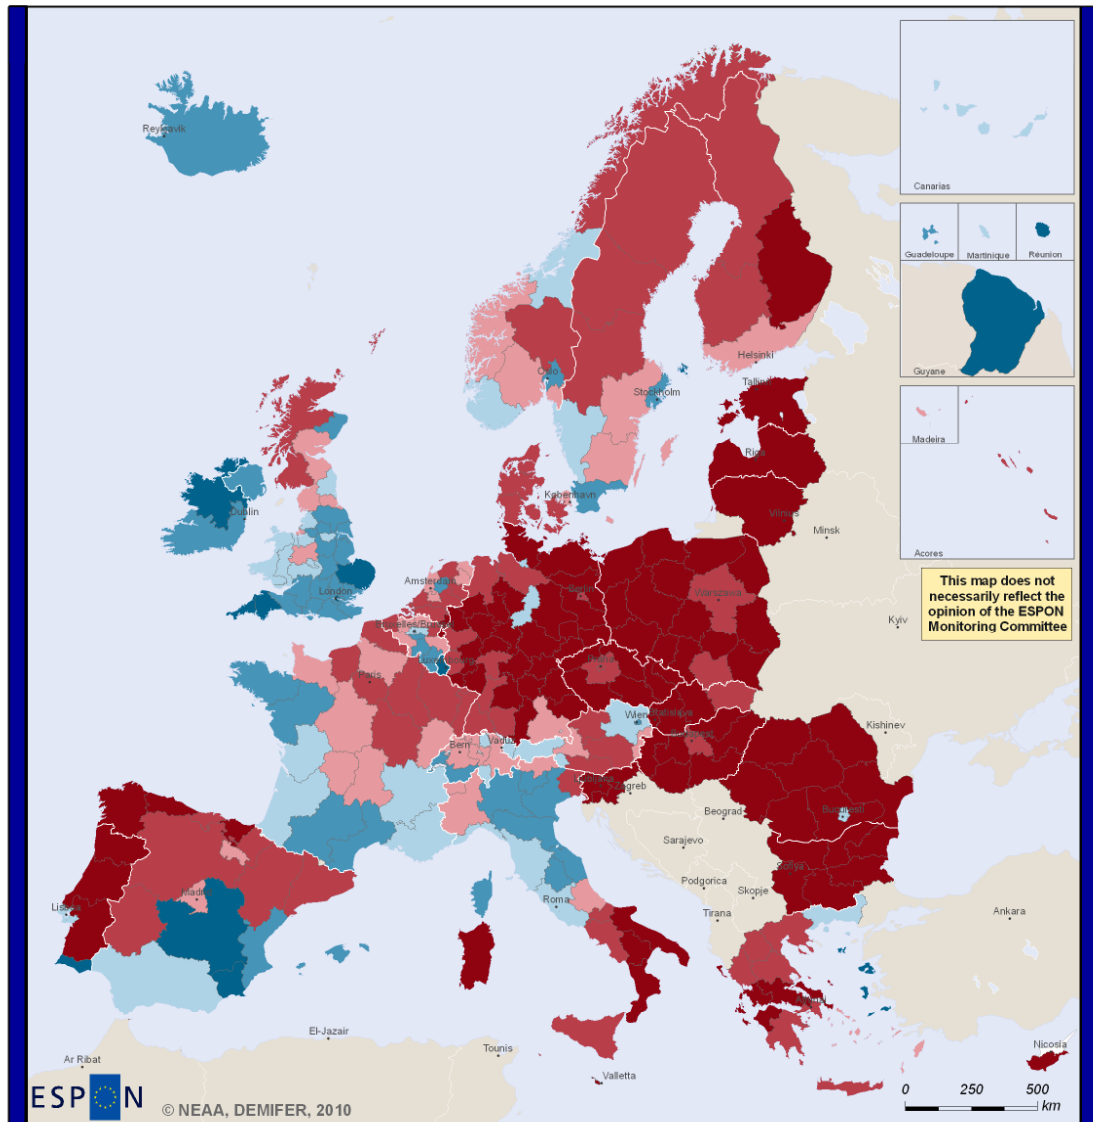 Reykjavik
Canarias
Guadeloupe
Martinique
Réunion
Guyane
Madeira
Acores
This map does not
necessarily reflect the
opinion of the ESPON
Monitoring Committee
Oslo
Helsinki
Stockholm
Tallinn
Riga
København
Vilnius
Minsk
Dublin
London
Amsterdam
Berlin
Warszawa
Kyiv
Bruxelles/Brussel
Luxembourg
Praha
Paris
Wien
Bratislava
Budapest
Kishinev
Bern
Vaduz
Ljubljana
Zagreb
Beograd
Bucuresti
Sarajevo
Podgorica
Skopje
Sofiya
Tirana
Roma
Madrid
Lisboa
Ankara
El-Jazair
Tounis
Ar Ribat
Valletta
Nicosia
0 250 500
km
ESPON
© NEAA, DEMIFER, 2010